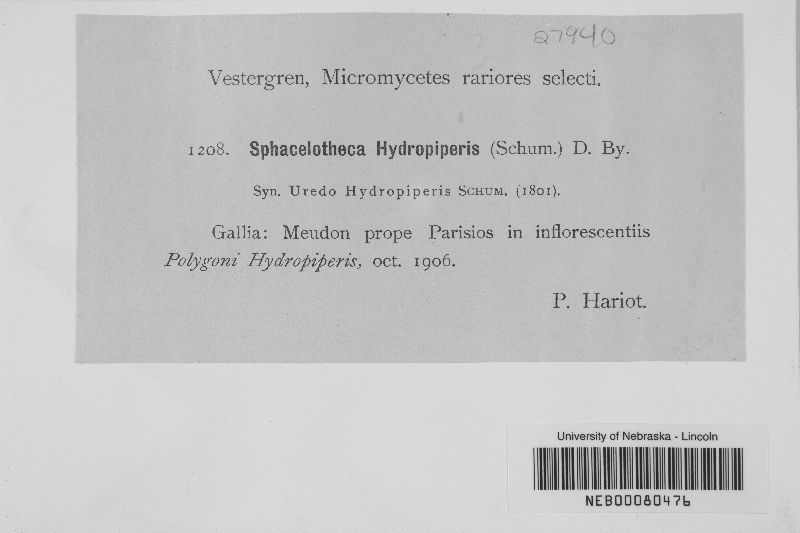 27940
Vestergren, Micromycetes rariores selecti.
1208. Sphacelotheca Hydropiperis (Schum.) D. By.
Syn. Uredo Hydropiperis SCHUM. (1801).
Gallia: Meudon prope Parisios in inflorescentiis
Polygoni Hydropiperis, oct. 1906.
P. Hariot.
University of Nebraska - Lincoln
NEB00080476